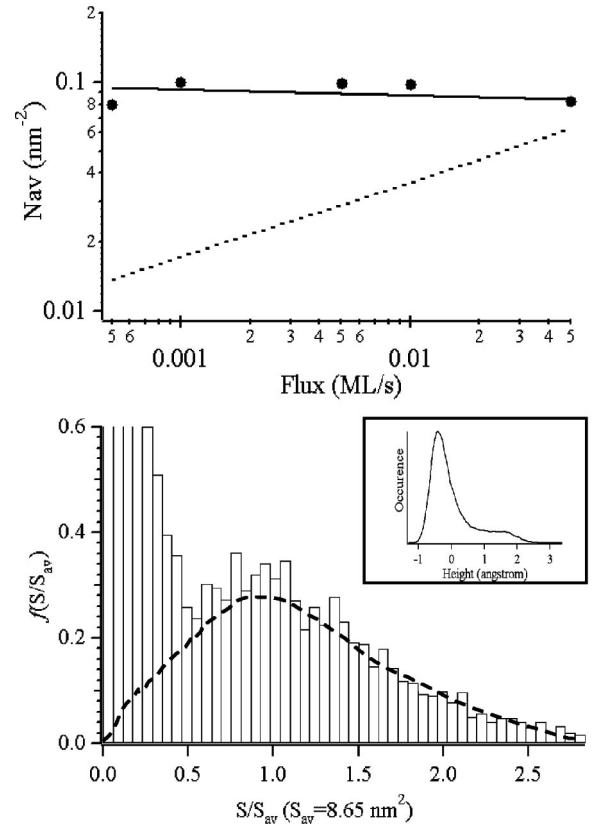 2
0.1
8
6
4
2
0.01
Nav (nm-2)
5 6 2 3 4 5 6 2 3 4 5
0.001 0.01
Flux (ML/s)
0.6
0.4
0.2
0.0
f(S/Sav)
Occurence
-1 0 1 2 3
Height (angstrom)
0.0 0.5 1.0 1.5 2.0 2.5
S/Sav (Sav=8.65 nm2)